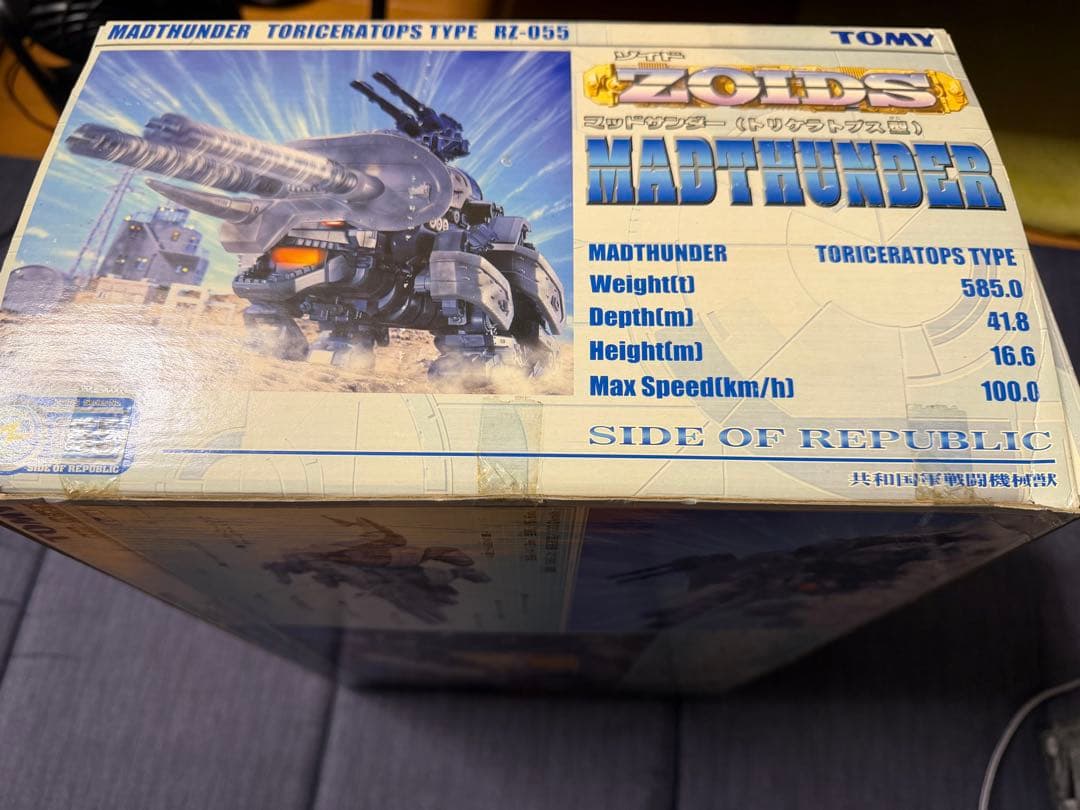 MADTHUNDER TORICERATOPS TYPE RZ-055
TOMY
ゾイド
ZOIDS
マッドサンダー(トリケラトプス型)
MADTHUNDER
MADTHUNDER TORICERATOPS TYPE
Weight(t) 585.0
Depth(m) 41.8
Height(m) 16.6
Max Speed(km/h) 100.0
SIDE OF REPUBLIC
共和国軍戦闘機械獣
SIDE OF REPUBLIC
TOMY